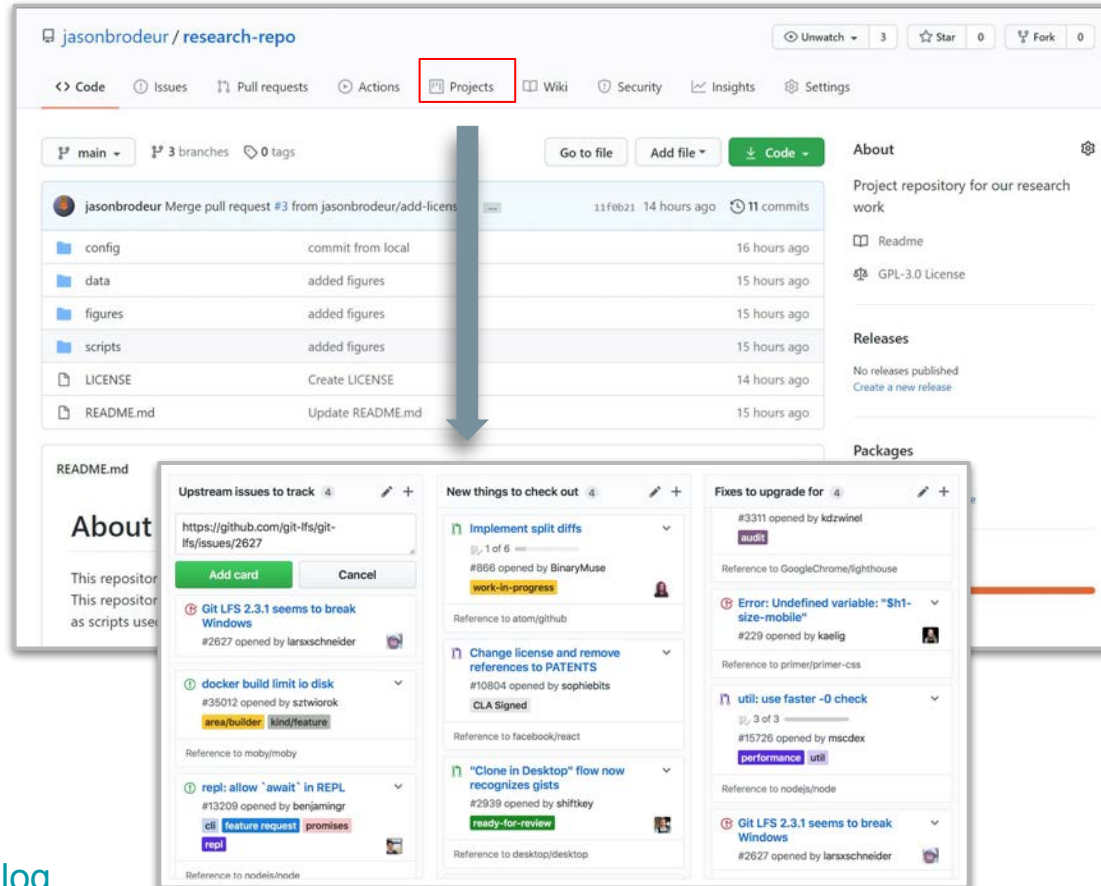 jasonbrodeur / research-repo
Unwatch 3 Star 0 Fork 0
Code Issues Pull requests Actions Projects Wiki Security Insights Settings
main 3 branches 0 tags Go to file Add file Code
jasonbrodeur Merge pull request #3 from jasonbrodeur/add-licens ... 11feb21 14 hours ago 11 commits
config commit from local 16 hours ago
data added figures 15 hours ago
figures added figures 15 hours ago
scripts added figures 15 hours ago
LICENSE Create LICENSE 14 hours ago
README.md Update README.md 15 hours ago
About
Project repository for our research
work
Readme
GPL-3.0 License
Releases
No releases published
Create a new release
Packages
README.md
About
This repositor
This repositor
as scripts use
Upstream issues to track 4
https://github.com/git-lfs/git-
lfs/issues/2627
Add card Cancel
Git LFS 2.3.1 seems to break
Windows
#2627 opened by larsxschneider
docker build limit io disk
#35012 opened by sztwiorok
area/builder kind/feature
Reference to moby/moby
repl: allow `await` in REPL
#13209 opened by benjamingr
cli feature request promises
repl
Reference to nodejs/node
New things to check out 4
Implement split diffs
1 of 6
#866 opened by BinaryMuse
work-in-progress
Reference to atom/github
Change license and remove
references to PATENTS
#10804 opened by sophiebits
CLA Signed
Reference to facebook/react
"Clone in Desktop" flow now
recognizes gists
#2939 opened by shiftkey
ready-for-review
Reference to desktop/desktop
Fixes to upgrade for 4
#3311 opened by kdzwinel
audit
Reference to GoogleChrome/lighthouse
Error: Undefined variable: "$h1-
size-mobile"
#229 opened by kaelig
Reference to primer/primer-css
util: use faster -0 check
3 of 3
#15726 opened by mscdex
performance util
Reference to nodejs/node
Git LFS 2.3.1 seems to break
Windows
#2627 opened by larsxschneider
log